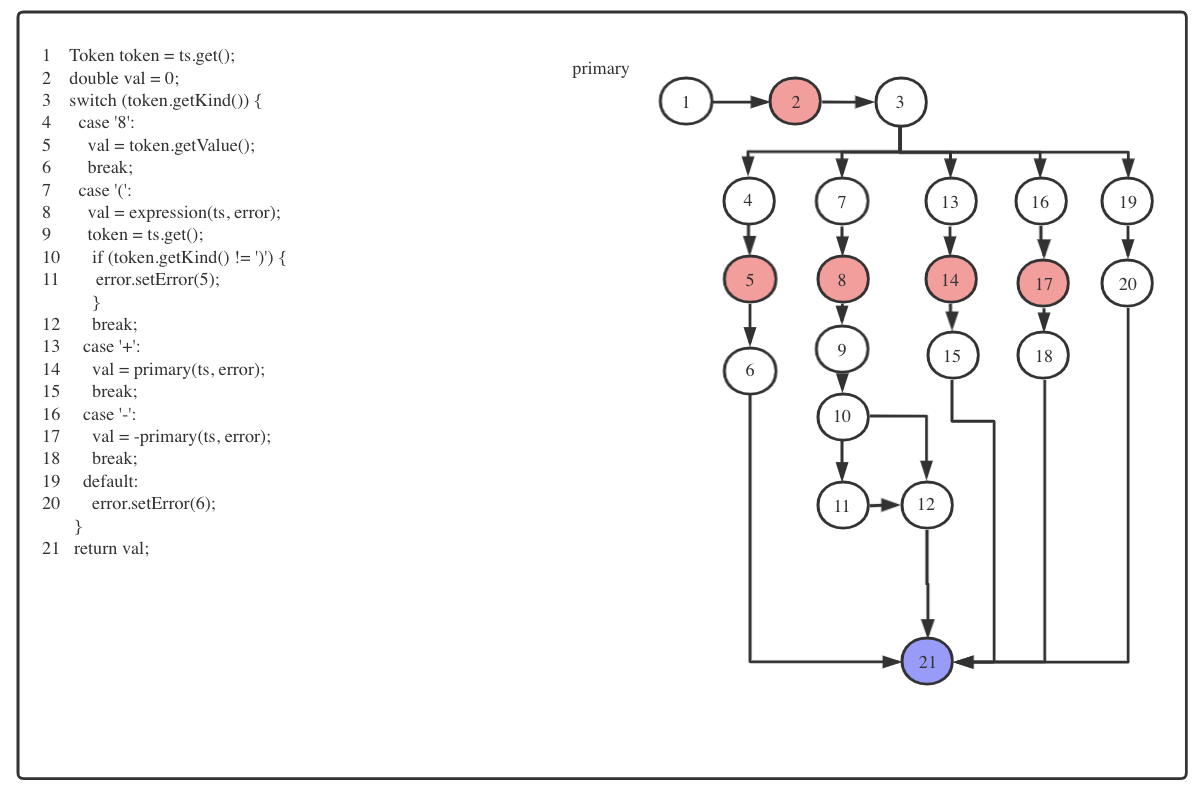 1 Token token = ts.get();
2 double val = 0;
3 switch (token.getKind()) {
4 case '8':
5 val = token.getValue();
6 break;
7 case '(':
8 val = expression(ts, error);
9 token = ts.get();
10 if (token.getKind() != ')') {
11 error.setError(5);
}
12 break;
13 case '+':
14 val = primary(ts, error);
15 break;
16 case '-':
17 val = -primary(ts, error);
18 break;
19 default:
20 error.setError(6);
}
21 return val;
primary
1 2 3
4 7 13 16 19
5 8 14 17 20
6 9 15 18
10
11 12
21